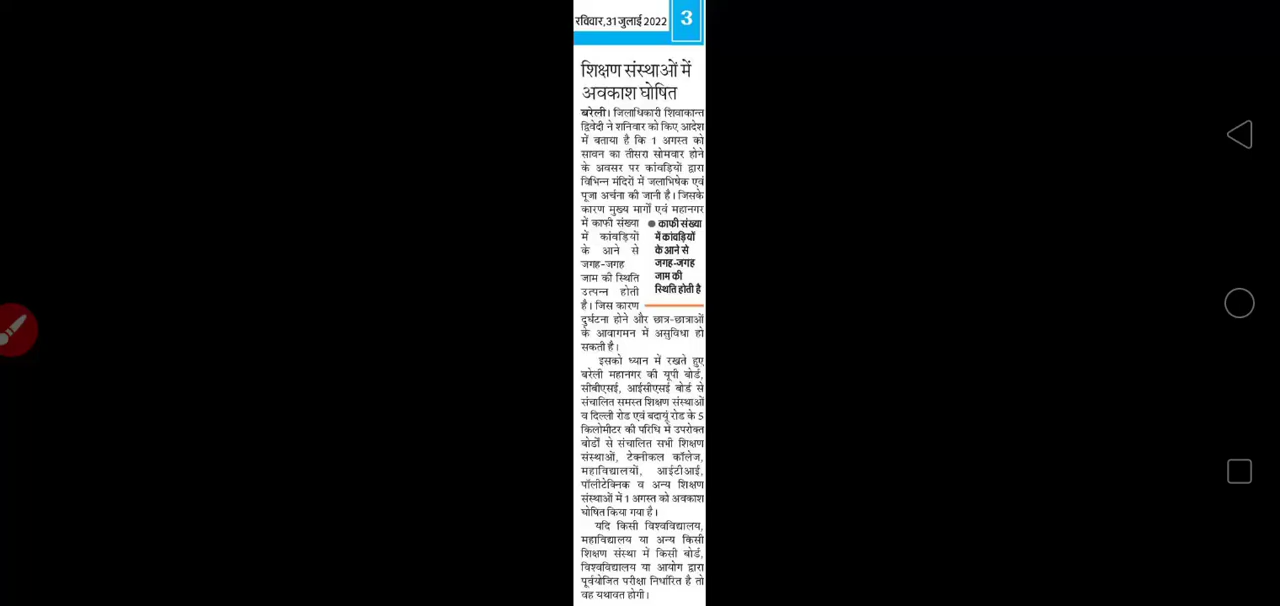 रविवार, 31 जुलाई 2022
3
शिक्षण संस्थाओं में
अवकाश घोषित
बरेली। जिलाधिकारी शिवाकान्त
द्विवेदी ने शनिवार को किए आदेश
में बताया है कि 1 अगस्त को
सावन का तीसरा सोमवार होने
के अवसर पर कांवड़ियों द्वारा
विभिन्न मंदिरों में जलाभिषेक एवं
पूजा अर्चना की जानी है। जिसके
कारण मुख्य मार्गों एवं महानगर
में काफी संख्या
में कांवड़ियों
के आने से
जगह-जगह
जाम की स्थिति
उत्पन्न होती
है। जिस कारण
● काफी संख्या
में कांवड़ियों
के आने से
जगह-जगह
जाम की
स्थिति होती है
दुर्घटना होने और छात्र-छात्राओं
के आवागमन में असुविधा हो
सकती है।
इसको ध्यान में रखते हुए
बरेली महानगर की यूपी बोर्ड,
सीबीएसई, आईसीएसई बोर्ड से
संचालित समस्त शिक्षण संस्थाओं
व दिल्ली रोड एवं बदायूं रोड के 5
किलोमीटर की परिधि में उपरोक्त
बोर्डों से संचालित सभी शिक्षण
संस्थाओं, टेक्नीकल कॉलेज,
महाविद्यालयों, आईटीआई,
पॉलीटेक्निक व अन्य शिक्षण
संस्थाओं में 1 अगस्त को अवकाश
घोषित किया गया है।
यदि किसी विश्वविद्यालय,
महाविद्यालय या अन्य किसी
शिक्षण संस्था में किसी बोर्ड,
विश्वविद्यालय या आयोग द्वारा
पूर्वयोजित परीक्षा निर्धारित है तो
वह यथावत होगी।